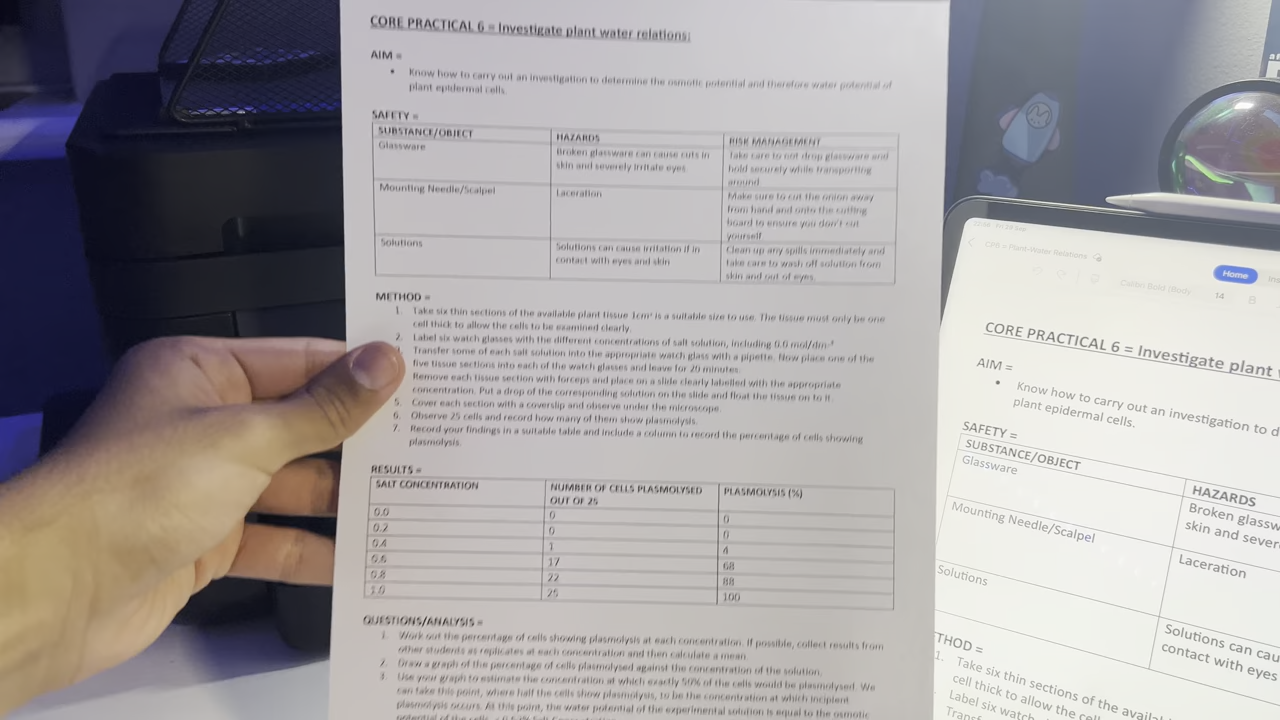 CORE PRACTICAL 6 = Investigate plant water relations:
AIM =
• Know how to carry out an investigation to determine the osmotic potential and therefore water potential of
plant epidermal cells.
SAFETY =
SUBSTANCE/OBJECT HAZARDS RISK MANAGEMENT
Glassware Broken glassware can cause cuts in skin and severely irritate eyes Take care to not drop glassware and hold securely while transporting around
Mounting Needle/Scalpel Laceration Make sure to cut the onion away from hand and onto the cutting board to ensure you don't cut yourself
Solutions Solutions can cause irritation if in contact with eyes and skin Clean up any spills immediately and take care to wash off solution from skin and out of eyes.
METHOD =
1. Take six thin sections of the available plant tissue 1cm² is a suitable size to use. The tissue must only be one
cell thick to allow the cells to be examined clearly.
2. Label six watch glasses with the different concentrations of salt solution, including 0.0 mol/dm⁻³
Transfer some of each salt solution into the appropriate watch glass with a pipette. Now place one of the
five tissue sections into each of the watch glasses and leave for 20 minutes.
Remove each tissue section with forceps and place on a slide clearly labelled with the appropriate
concentration. Put a drop of the corresponding solution on the slide and float the tissue on to it.
5. Cover each section with a coverslip and observe under the microscope.
6. Observe 25 cells and record how many of them show plasmolysis.
7. Record your findings in a suitable table and include a column to record the percentage of cells showing
plasmolysis.
RESULTS =
SALT CONCENTRATION NUMBER OF CELLS PLASMOLYSED OUT OF 25 PLASMOLYSIS (%)
0.0 0 0
0.2 0 0
0.4 1 4
0.6 17 68
0.8 22 88
1.0 25 100
QUESTIONS/ANALYSIS =
1. Work out the percentage of cells showing plasmolysis at each concentration. If possible, collect results from
other students as replicates at each concentration and then calculate a mean.
2. Draw a graph of the percentage of cells plasmolysed against the concentration of the solution.
3. Use your graph to estimate the concentration at which exactly 50% of the cells would be plasmolysed. We
can take this point, where half the cells show plasmolysis, to be the concentration at which incipient
plasmolysis occurs. At this point, the water potential of the experimental solution is equal to the osmotic
CP6 = Plant-Water Relations
Home
Calibri Bold (Body)
14
B
CORE PRACTICAL 6 = Investigate plant
AIM =
• Know how to carry out an investigation to d
plant epidermal cells.
SAFETY =
SUBSTANCE/OBJECT HAZARDS
Glassware Broken glassw
skin and sever
Mounting Needle/Scalpel Laceration
Solutions Solutions can cau
contact with eyes
THOD =
1. Take six thin sections of the availab
cell thick to allow the cells
Label six watch
Transf